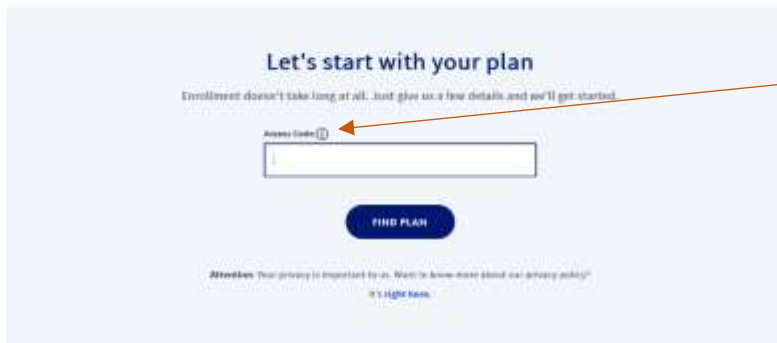 Let's start with your plan
Enrollment doesn't take long at all. Just give us a few details and we'll get started.
Access Code
FIND PLAN
Attention: Your privacy is important to us. Want to know more about our privacy policy?
It's right here.